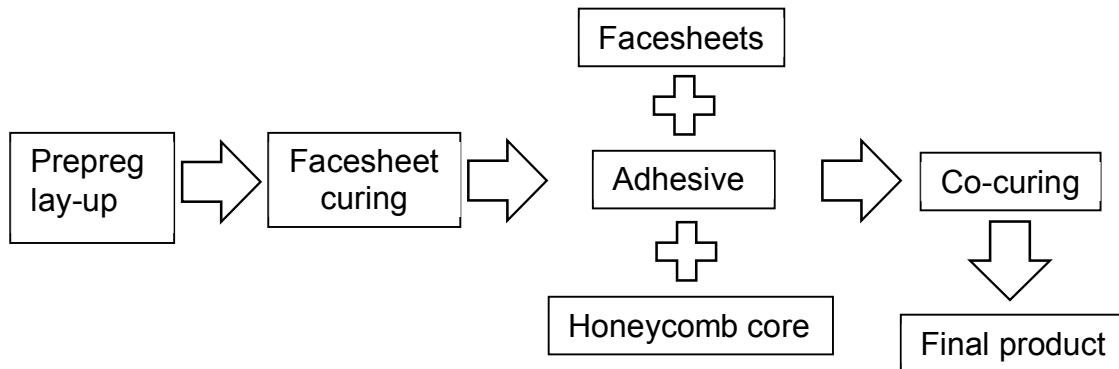 Facesheets
Prepreg
lay-up
Facesheet
curing
Adhesive
Co-curing
Honeycomb core
Final product